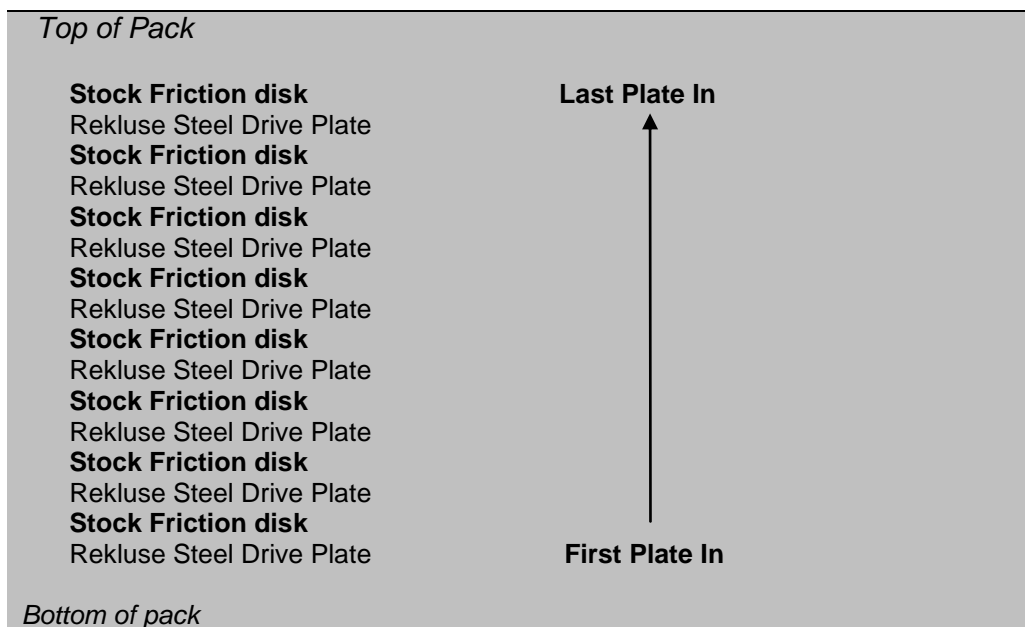 Top of Pack
Stock Friction disk Last Plate In
Rekluse Steel Drive Plate
Stock Friction disk
Rekluse Steel Drive Plate
Stock Friction disk
Rekluse Steel Drive Plate
Stock Friction disk
Rekluse Steel Drive Plate
Stock Friction disk
Rekluse Steel Drive Plate
Stock Friction disk
Rekluse Steel Drive Plate
Stock Friction disk
Rekluse Steel Drive Plate
Stock Friction disk
Rekluse Steel Drive Plate First Plate In
Bottom of pack